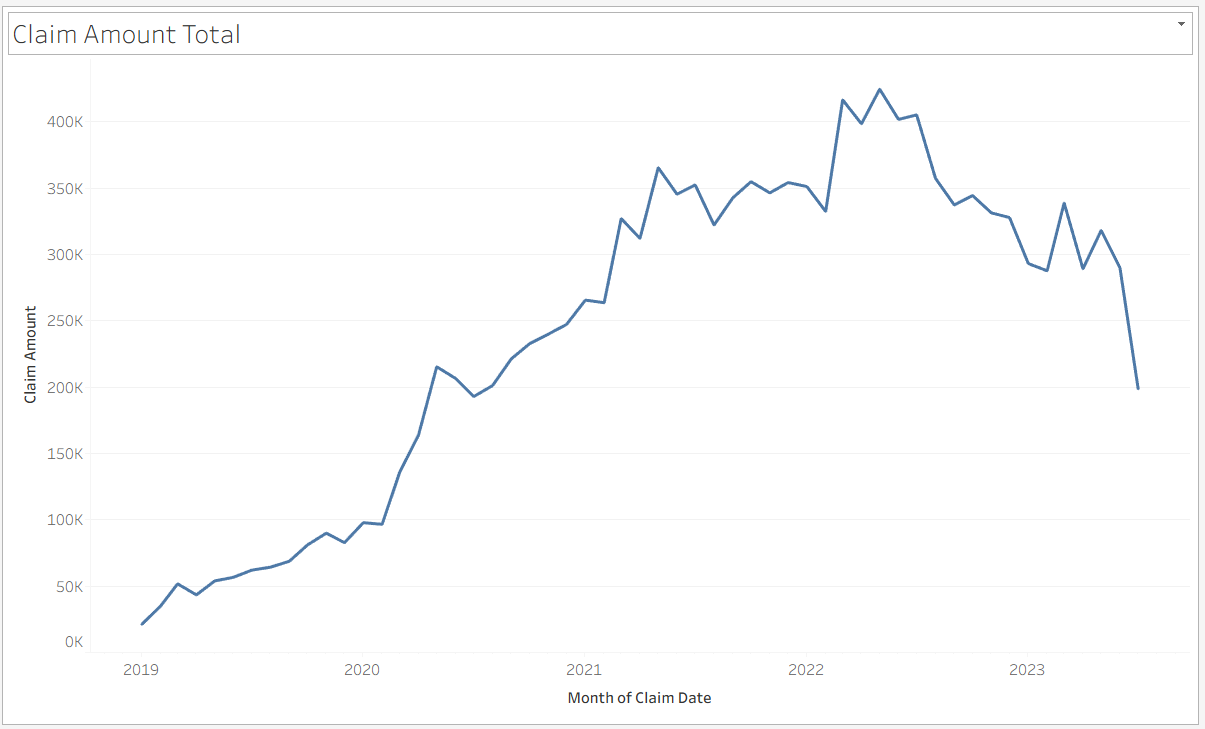 Claim Amount Total
400K
350K
300K
250K
200K
150K
100K
50K
0K
Claim Amount
2019 2020 2021 2022 2023
Month of Claim Date